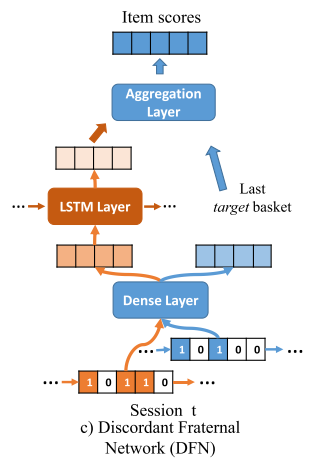 Item scores
Aggregation
Layer
LSTM Layer
... ...
Last
target basket
Dense Layer
... 1 0 1 0 0 ...
... 1 0 1 1 0 ...
Session t
c) Discordant Fraternal
Network (DFN)